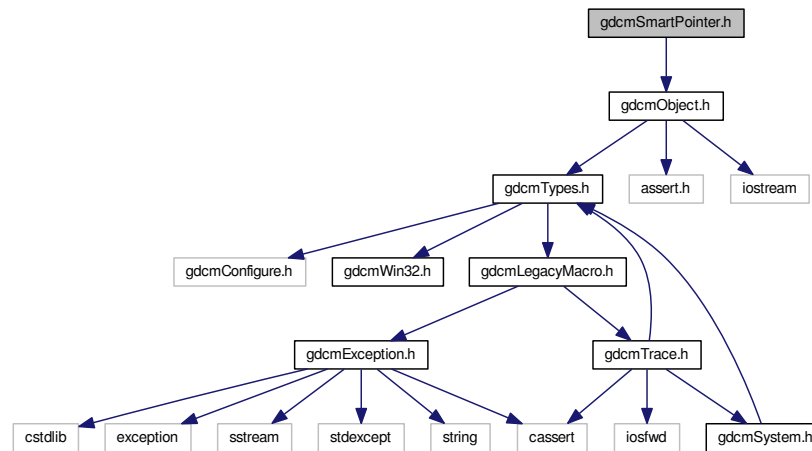 gdcmSmartPointer.h
gdcmObject.h
gdcmTypes.h
assert.h
iostream
gdcmConfigure.h
gdcmWin32.h
gdcmLegacyMacro.h
gdcmException.h
gdcmTrace.h
cstdlib
exception
sstream
stdexcept
string
cassert
iosfwd
gdcmSystem.h